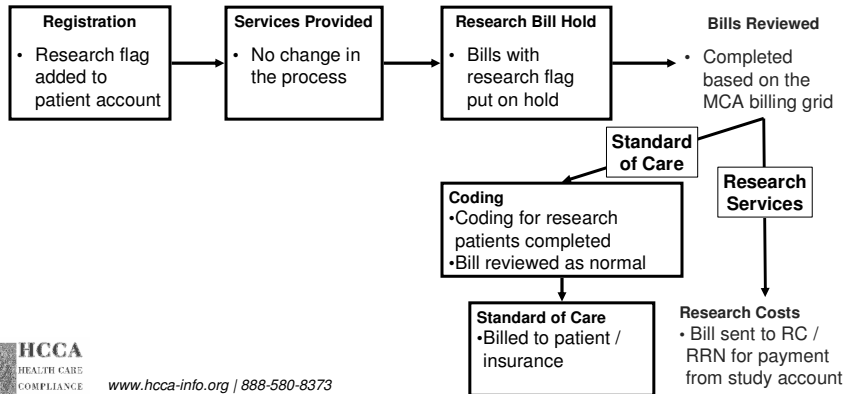 Registration
• Research flag
added to
patient account
Services Provided
• No change in
the process
Research Bill Hold
• Bills with
research flag
put on hold
Bills Reviewed
• Completed
based on the
MCA billing grid
Standard
of Care
Research
Services
Coding
•Coding for research
patients completed
•Bill reviewed as normal
Standard of Care
•Billed to patient /
insurance
Research Costs
• Bill sent to RC /
RRN for payment
from study account
HCCA
HEALTH CARE
COMPLIANCE
www.hcca-info.org | 888-580-8373